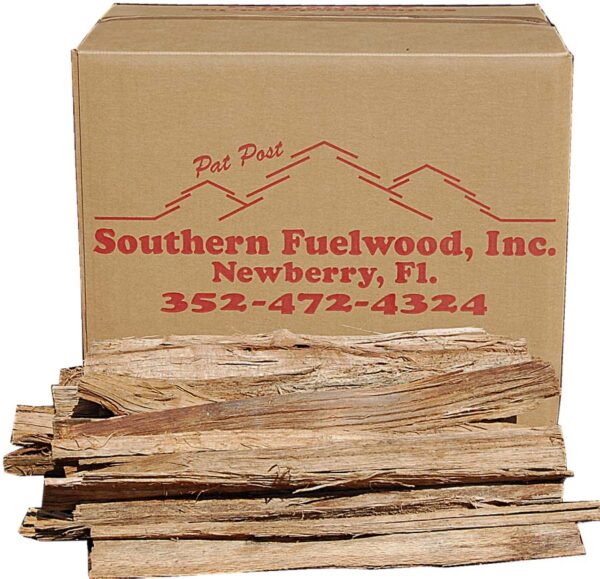 Pat Post
Southern Fuelwood, Inc.
Newberry, Fl.
352-472-4324